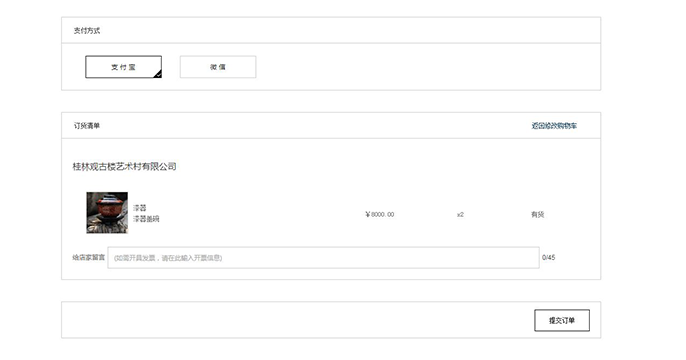 支付方式
支付宝
微信
订货清单
返回修改购物车
桂林观古楼艺术村有限公司
漆器
漆器盖碗
￥8000.00
x2
有货
给店家留言
(如需开具发票，请在此输入开票信息)
0/45
提交订单